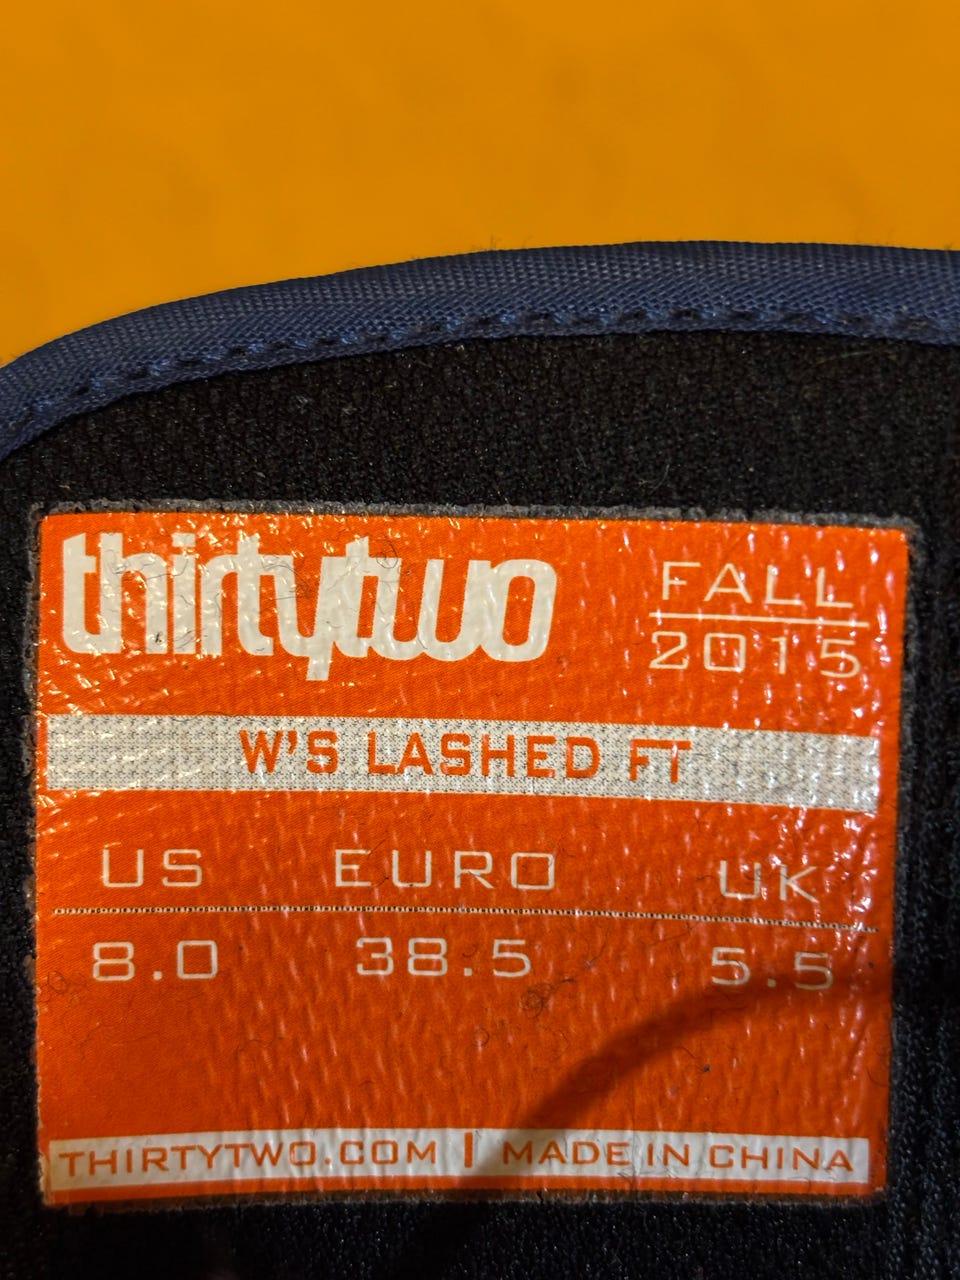 thirtytwo
FALL
2015
W'S LASHED FT
US EURO UK
8.0 38.5 5.5
THIRTYTWO.COM | MADE IN CHINA